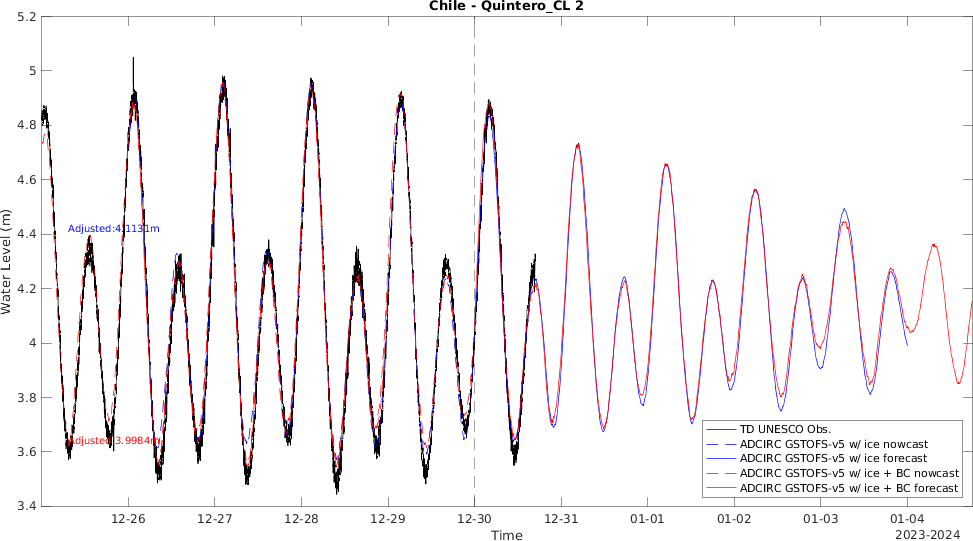 Chile - Quintero_CL 2
5.2
5
4.8
4.6
4.4
4.2
4
3.8
3.6
3.4
Water Level (m)
Adjusted:4.1131m
Adjusted:3.9984m
TD UNESCO Obs.
ADCIRC GSTOFS-v5 w/ ice nowcast
ADCIRC GSTOFS-v5 w/ ice forecast
ADCIRC GSTOFS-v5 w/ ice + BC nowcast
ADCIRC GSTOFS-v5 w/ ice + BC forecast
12-26 12-27 12-28 12-29 12-30 12-31 01-01 01-02 01-03 01-04
Time
2023-2024